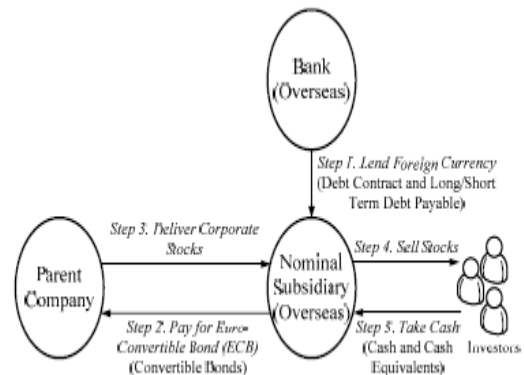 Bank
(Overseas)
Step 1. Lend Foreign Currency
(Debt Contract and Long/Short
Term Debt Payable)
Step 3. Deliver Corporate
Stocks
Step 4. Sell Stocks
Parent
Company
Nominal
Subsidiary
(Overseas)
Step 2. Pay for Euro-
Convertible Bond (ECB)
(Convertible Bonds)
Step 5. Take Cash
(Cash and Cash
Equivalents)
Investors